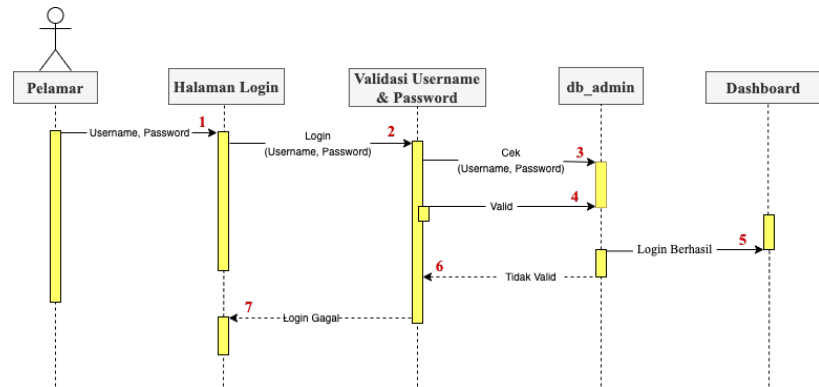 Pelamar
Halaman Login
Validasi Username
& Password
db_admin
Dashboard
Username, Password
1
Login
(Username, Password)
2
Cek
(Username, Password)
3
Valid
4
Login Berhasil
5
Tidak Valid
6
Login Gagal
7